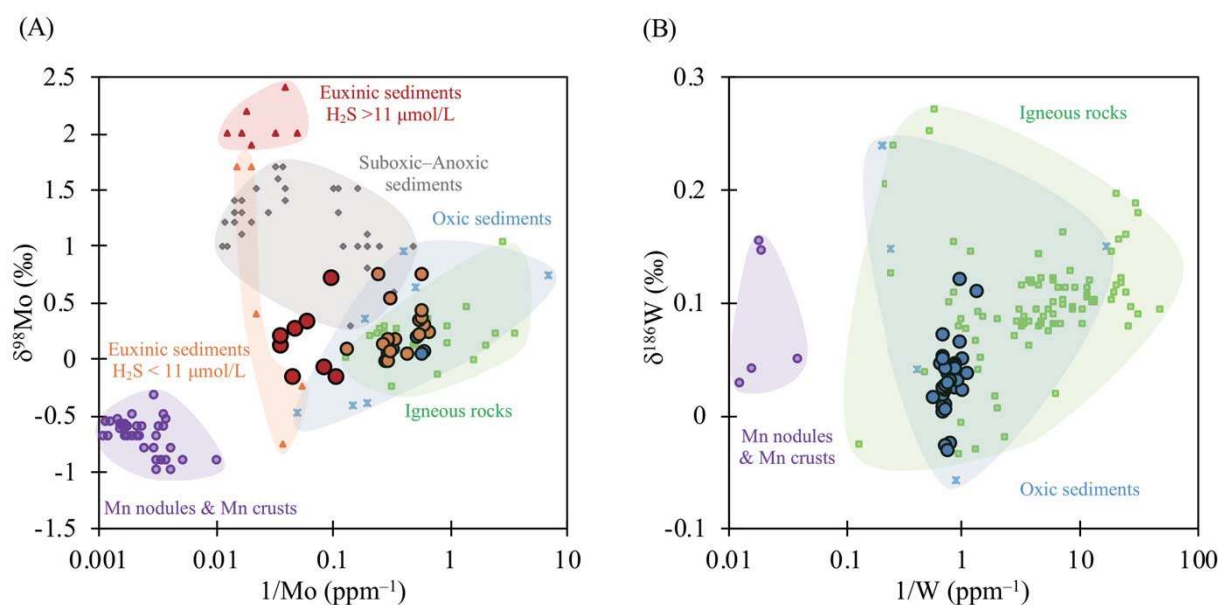 (A)
2.5
2
1.5
1
0.5
0
-0.5
-1
-1.5
δ⁹⁸Mo (‰)
0.001
0.01
0.1
1
10
1/Mo (ppm⁻¹)
Euxinic sediments
H₂S >11 μmol/L
Suboxic–Anoxic
sediments
Oxic sediments
Euxinic sediments
H₂S < 11 μmol/L
Igneous rocks
Mn nodules & Mn crusts
(B)
0.3
0.2
0.1
0
-0.1
δ¹⁸⁶W (‰)
0.01
0.1
1
10
100
1/W (ppm⁻¹)
Igneous rocks
Mn nodules
& Mn crusts
Oxic sediments